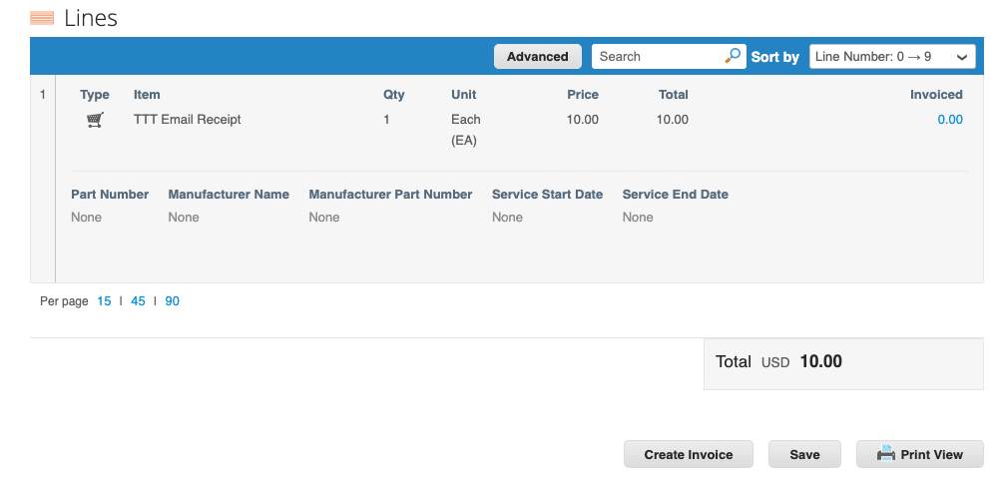 Lines
Advanced Search Sort by Line Number: 0 → 9
1 Type Item Qty Unit Price Total Invoiced
TTT Email Receipt 1 Each 10.00 10.00 0.00
(EA)
Part Number Manufacturer Name Manufacturer Part Number Service Start Date Service End Date
None None None None None
Per page 15 | 45 | 90
Total USD 10.00
Create Invoice Save Print View